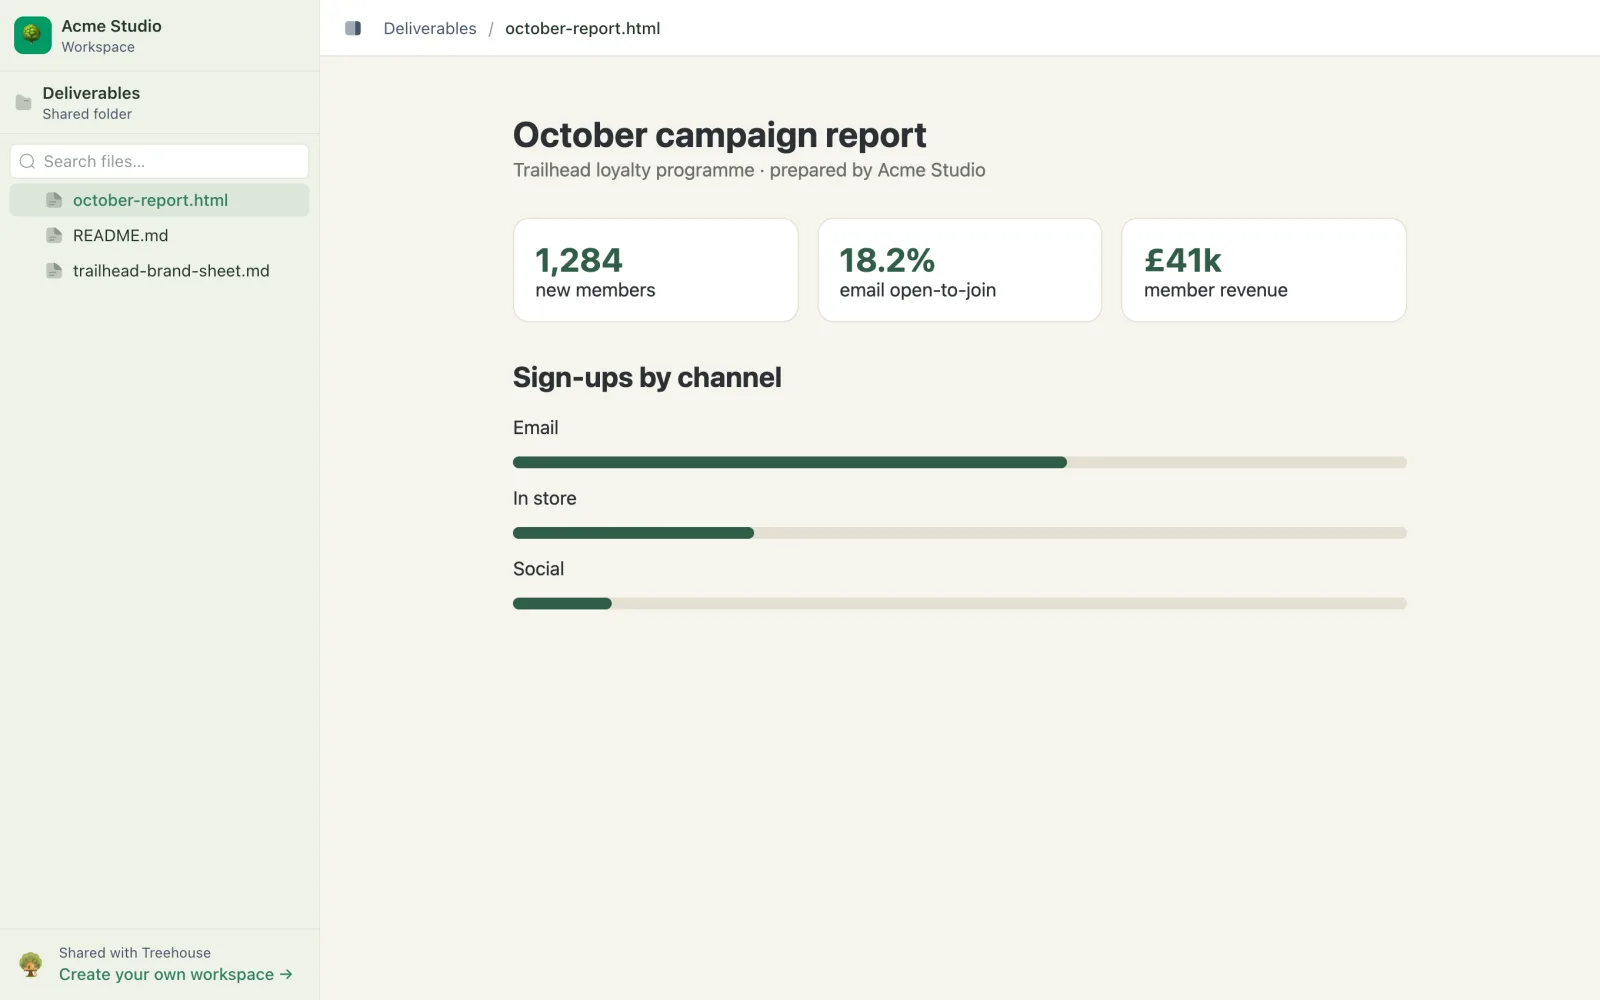 Acme Studio
Workspace
Deliverables
Shared folder
Search files...
october-report.html
README.md
trailhead-brand-sheet.md
Shared with Treehouse
Create your own workspace →
Deliverables / october-report.html
October campaign report
Trailhead loyalty programme · prepared by Acme Studio
1,284
new members
18.2%
email open-to-join
£41k
member revenue
Sign-ups by channel
Email
In store
Social